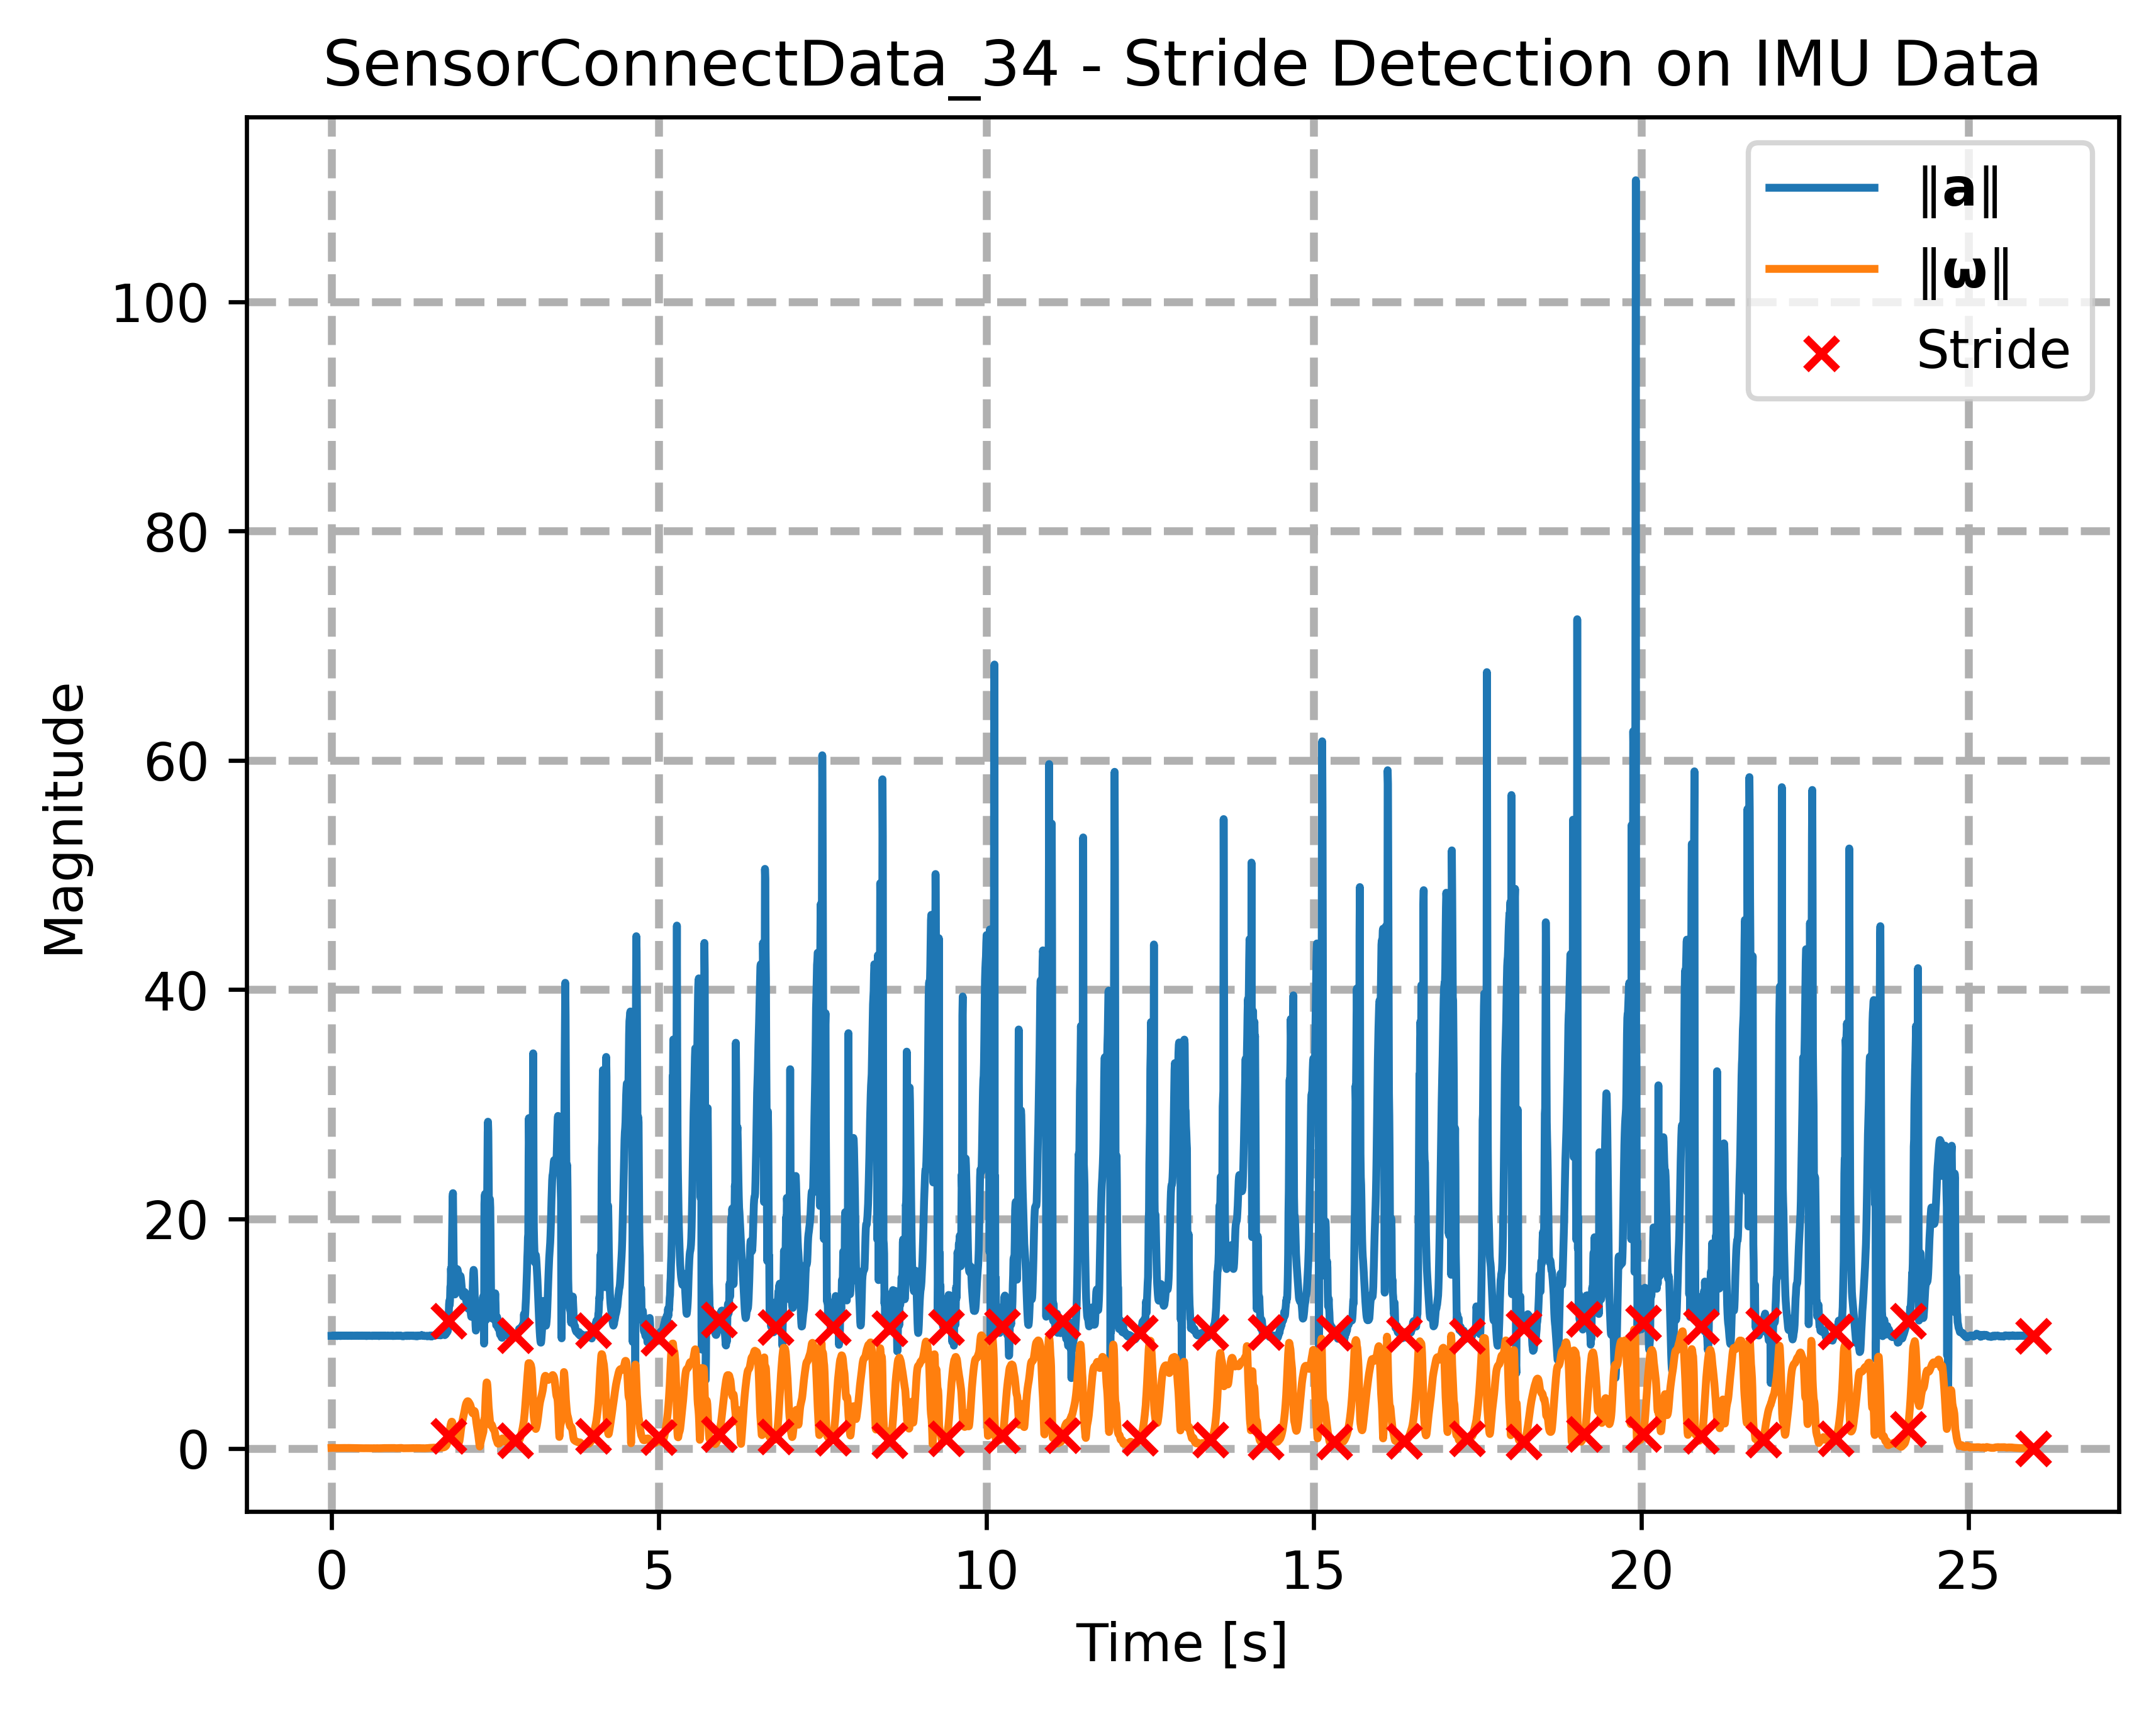 SensorConnectData_34 - Stride Detection on IMU Data
‖a‖
‖ω‖
Stride
100
80
60
40
20
0
Magnitude
0 5 10 15 20 25
Time [s]